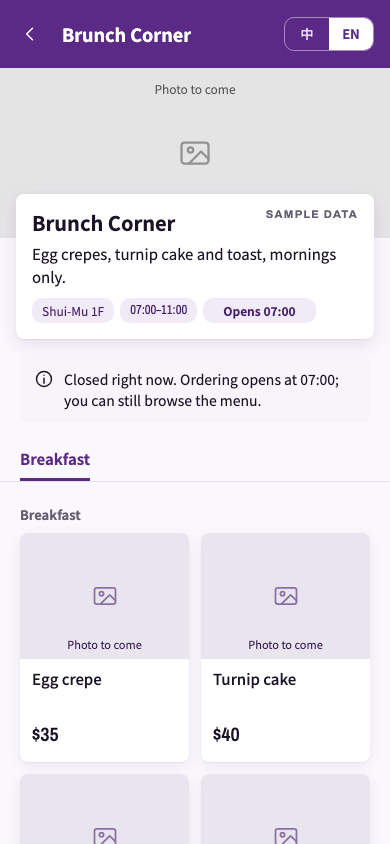 Brunch Corner
中
EN
Photo to come
SAMPLE DATA
Brunch Corner
Egg crepes, turnip cake and toast, mornings
only.
Shui-Mu 1F
07:00–11:00
Opens 07:00
Closed right now. Ordering opens at 07:00;
you can still browse the menu.
Breakfast
Breakfast
Photo to come
Photo to come
Egg crepe
Turnip cake
$35
$40